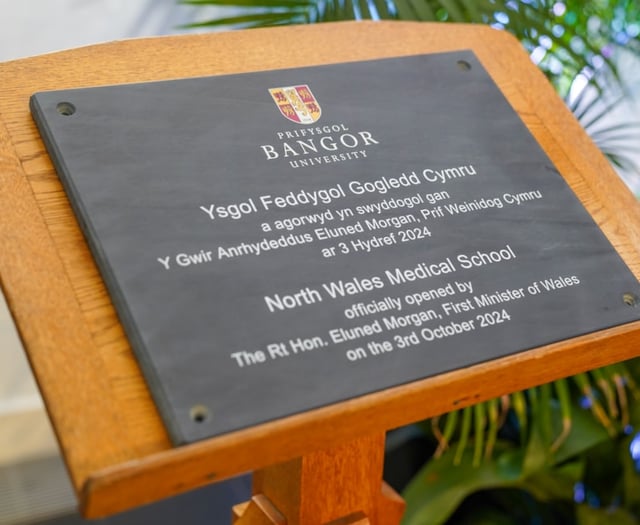 PRIFYSGOL
BANGOR
UNIVERSITY
Ysgol Feddygol Gogledd Cymru
a agorwyd yn swyddogol gan
Y Gwir Anrhydeddus Eluned Morgan, Prif Weinidog Cymru
ar 3 Hydref 2024
North Wales Medical School
officially opened by
The Rt Hon. Eluned Morgan, First Minister of Wales
on the 3rd October 2024